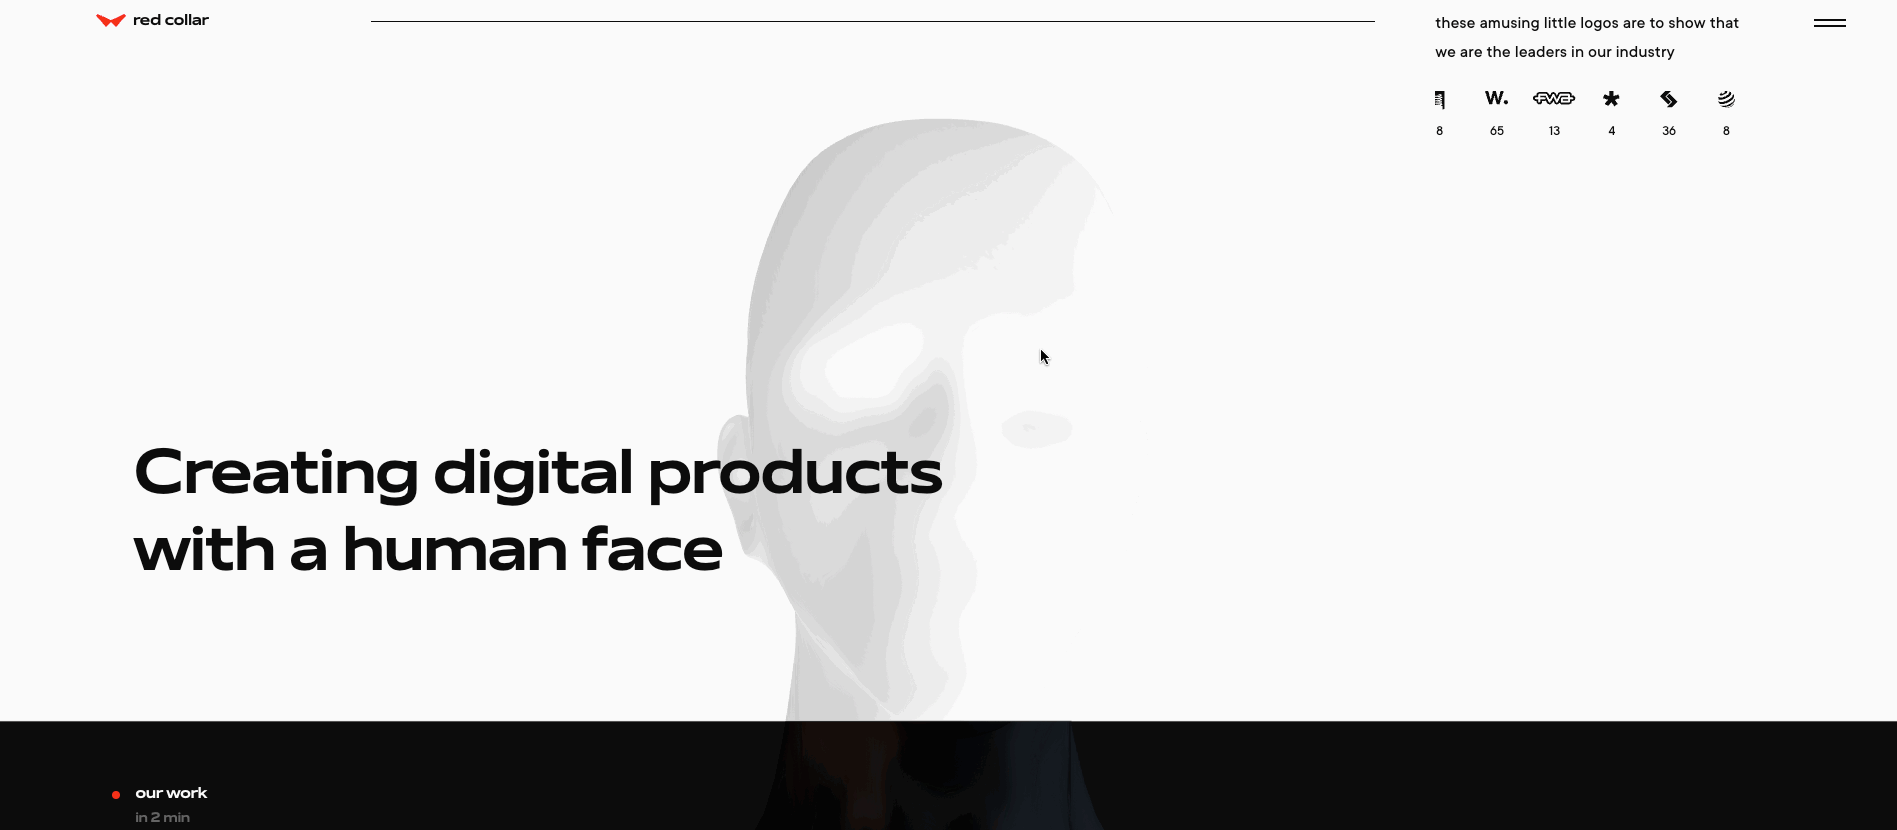 red collar
these amusing little logos are to show that
we are the leaders in our industry
W.
FWA
8 65 13 4 36 8
Creating digital products
with a human face
our work
in 2 min